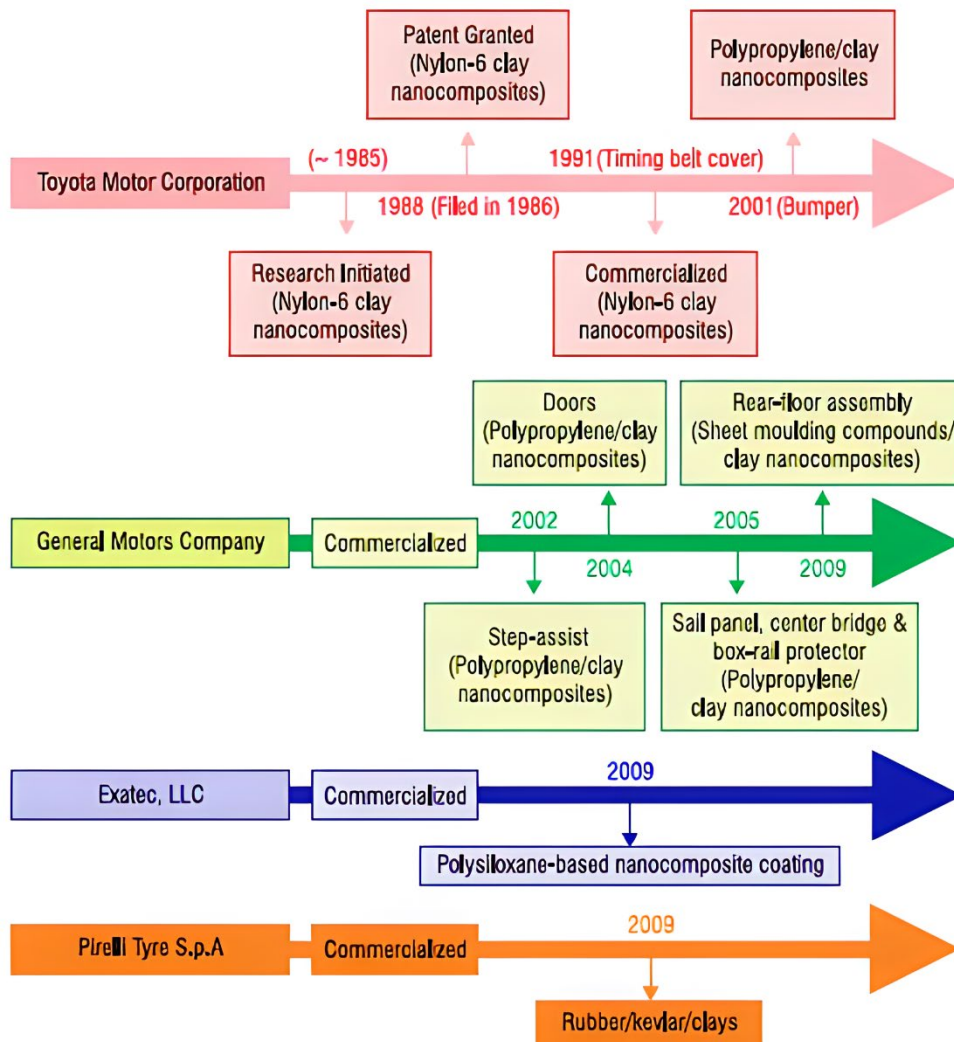 Patent Granted
(Nylon-6 clay
nanocomposites)
Polypropylene/clay
nanocomposites
(~ 1985)
1991(Timing belt cover)
Toyota Motor Corporation
1988 (Filed in 1986)
2001(Bumper)
Research Initiated
(Nylon-6 clay
nanocomposites)
Commercialized
(Nylon-6 clay
nanocomposites)
Doors
(Polypropylene/clay
nanocomposites)
Rear-floor assembly
(Sheet moulding compounds/
clay nanocomposites)
2002
2005
General Motors Company
Commercialized
2004
2009
Step-assist
(Polypropylene/clay
nanocomposites)
Sail panel, center bridge &
box-rail protector
(Polypropylene/
clay nanocomposites)
2009
Exatec, LLC
Commercialized
Polysiloxane-based nanocomposite coating
2009
Pirelli Tyre S.p.A
Commercialized
Rubber/kevlar/clays